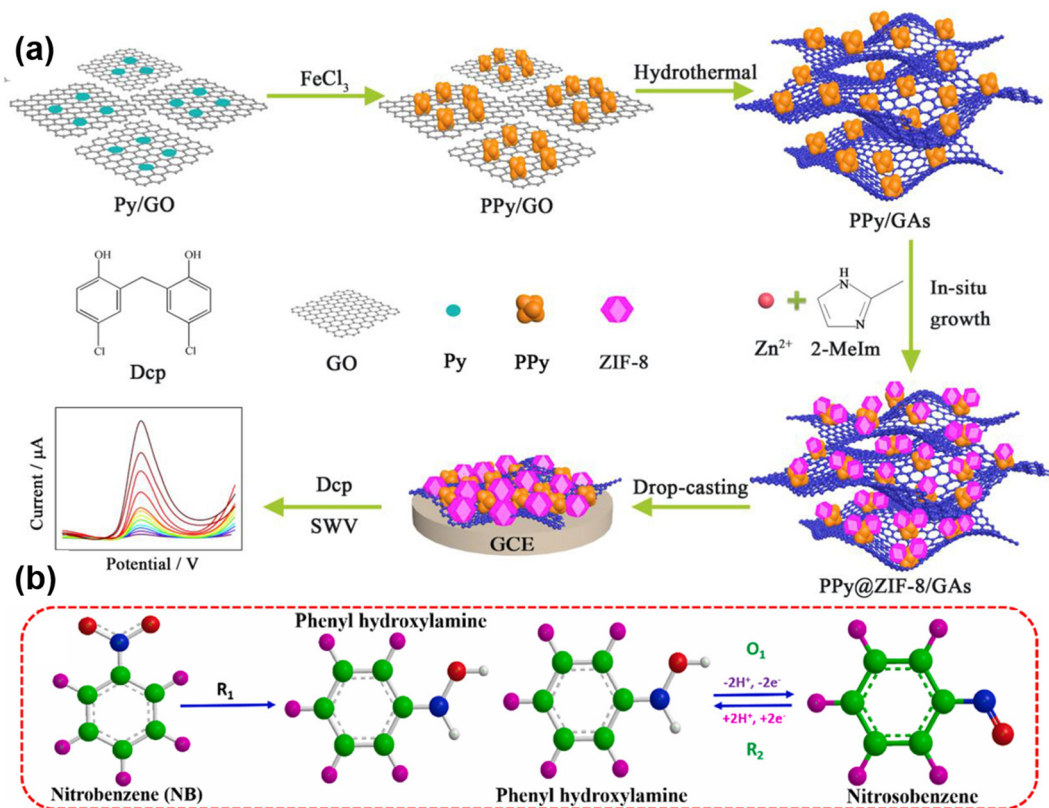 (a)
FeCl3
Hydrothermal
Py/GO
PPy/GO
PPy/GAs
OH
OH
Cl
Cl
Dcp
GO
Py
PPy
ZIF-8
Zn2+
+
H
N
N
2-MeIm
In-situ
growth
Current / μA
Potential / V
Dcp
SWV
GCE
Drop-casting
PPy@ZIF-8/GAs
(b)
Phenyl hydroxylamine
R1
Nitrobenzene (NB)
Phenyl hydroxylamine
O1
-2H+, -2e-
+2H+, +2e-
R2
Nitrosobenzene